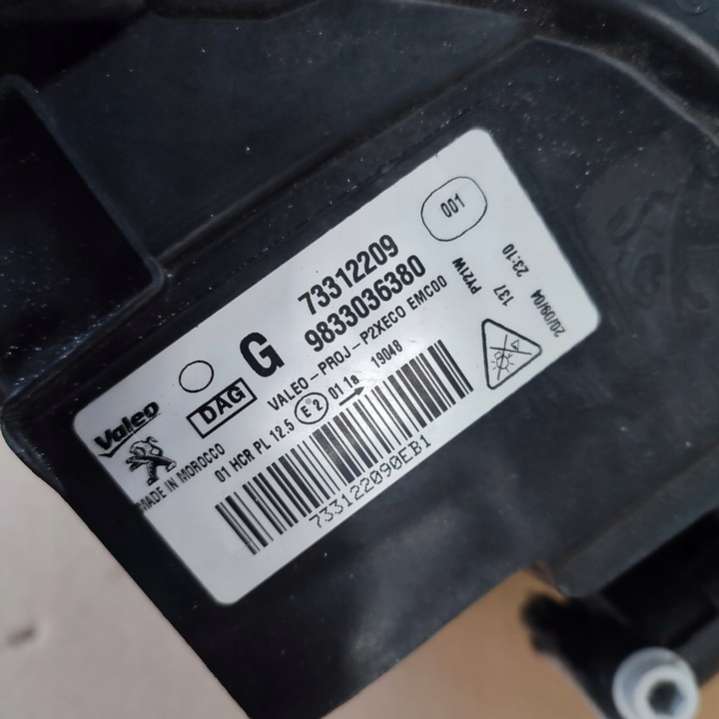 Valeo
MADE IN MOROCCO
DAG
G
73312209
9833036380
001
VALEO-PROJ-P2XECO EMC00
01 HCR PL 12.5 E2 01 1a 19048
PY21W
137
20/09/04 23:10
733122090EB1